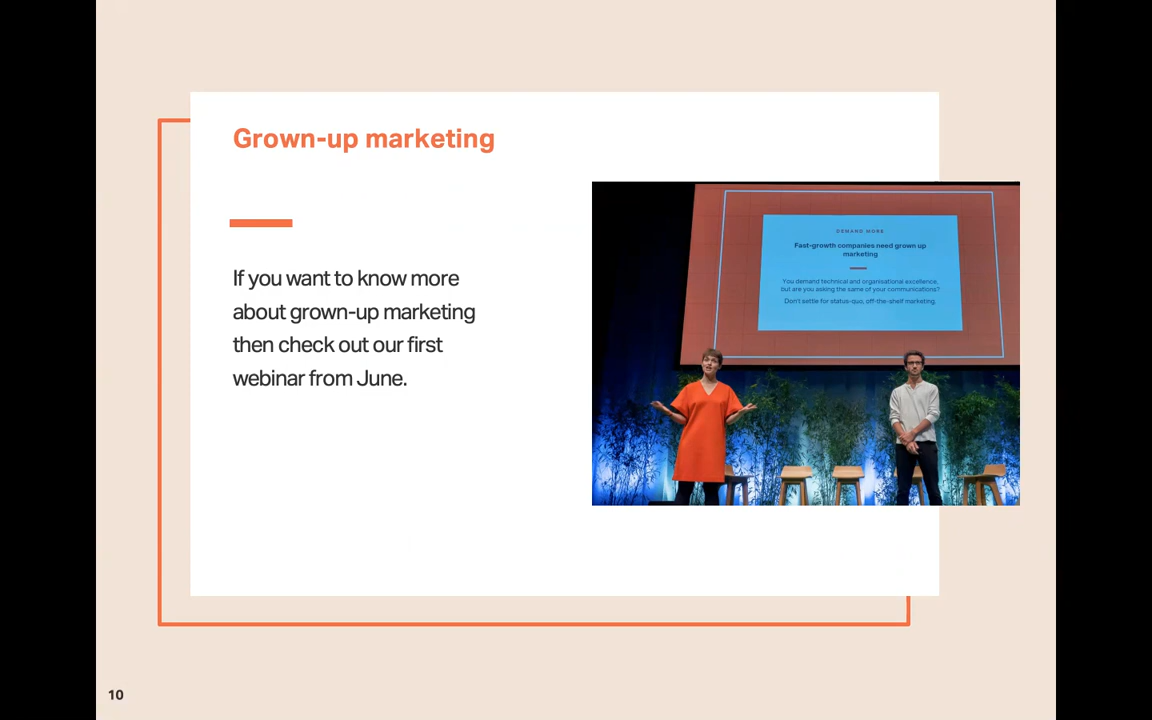 Grown-up marketing
If you want to know more
about grown-up marketing
then check out our first
webinar from June.
DEMAND MORE
Fast-growth companies need grown up
marketing
You demand technical and organisational excellence,
but are you asking the same of your communications?
Don't settle for status-quo, off-the-shelf marketing.
10